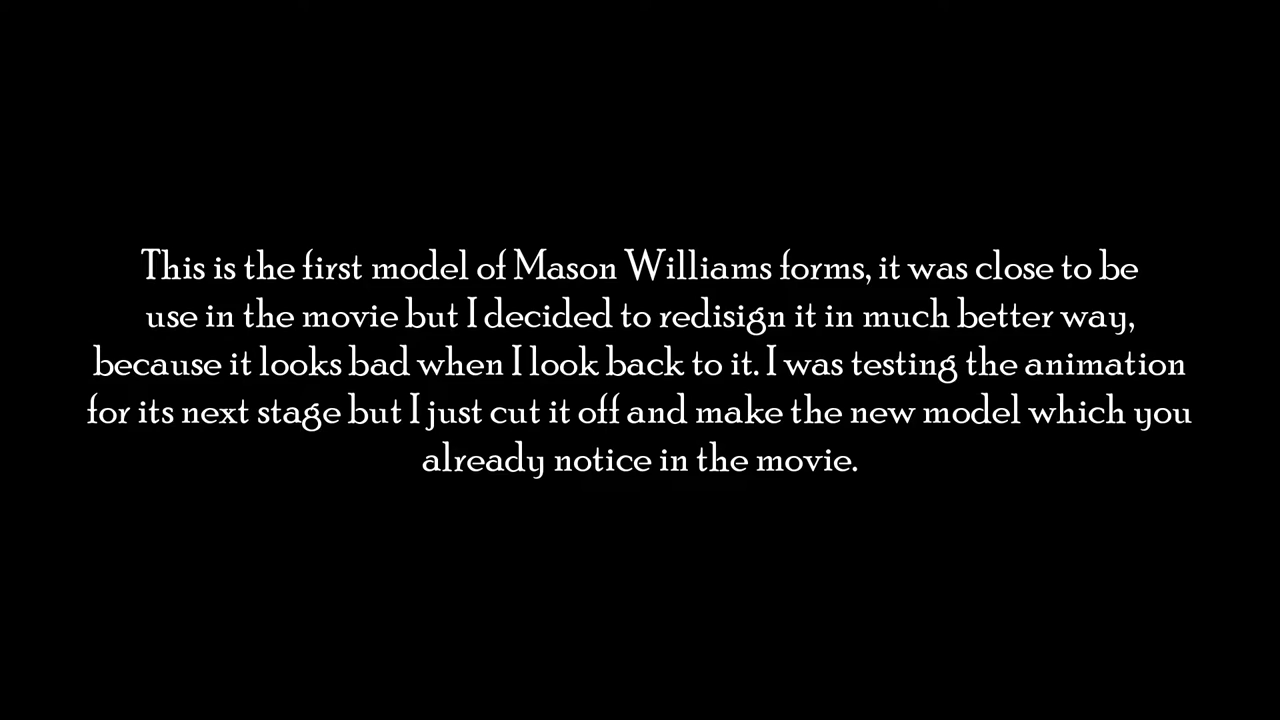 This is the first model of Mason Williams forms, it was close to be
use in the movie but I decided to redisign it in much better way,
because it looks bad when I look back to it. I was testing the animation
for its next stage but I just cut it off and make the new model which you
already notice in the movie.